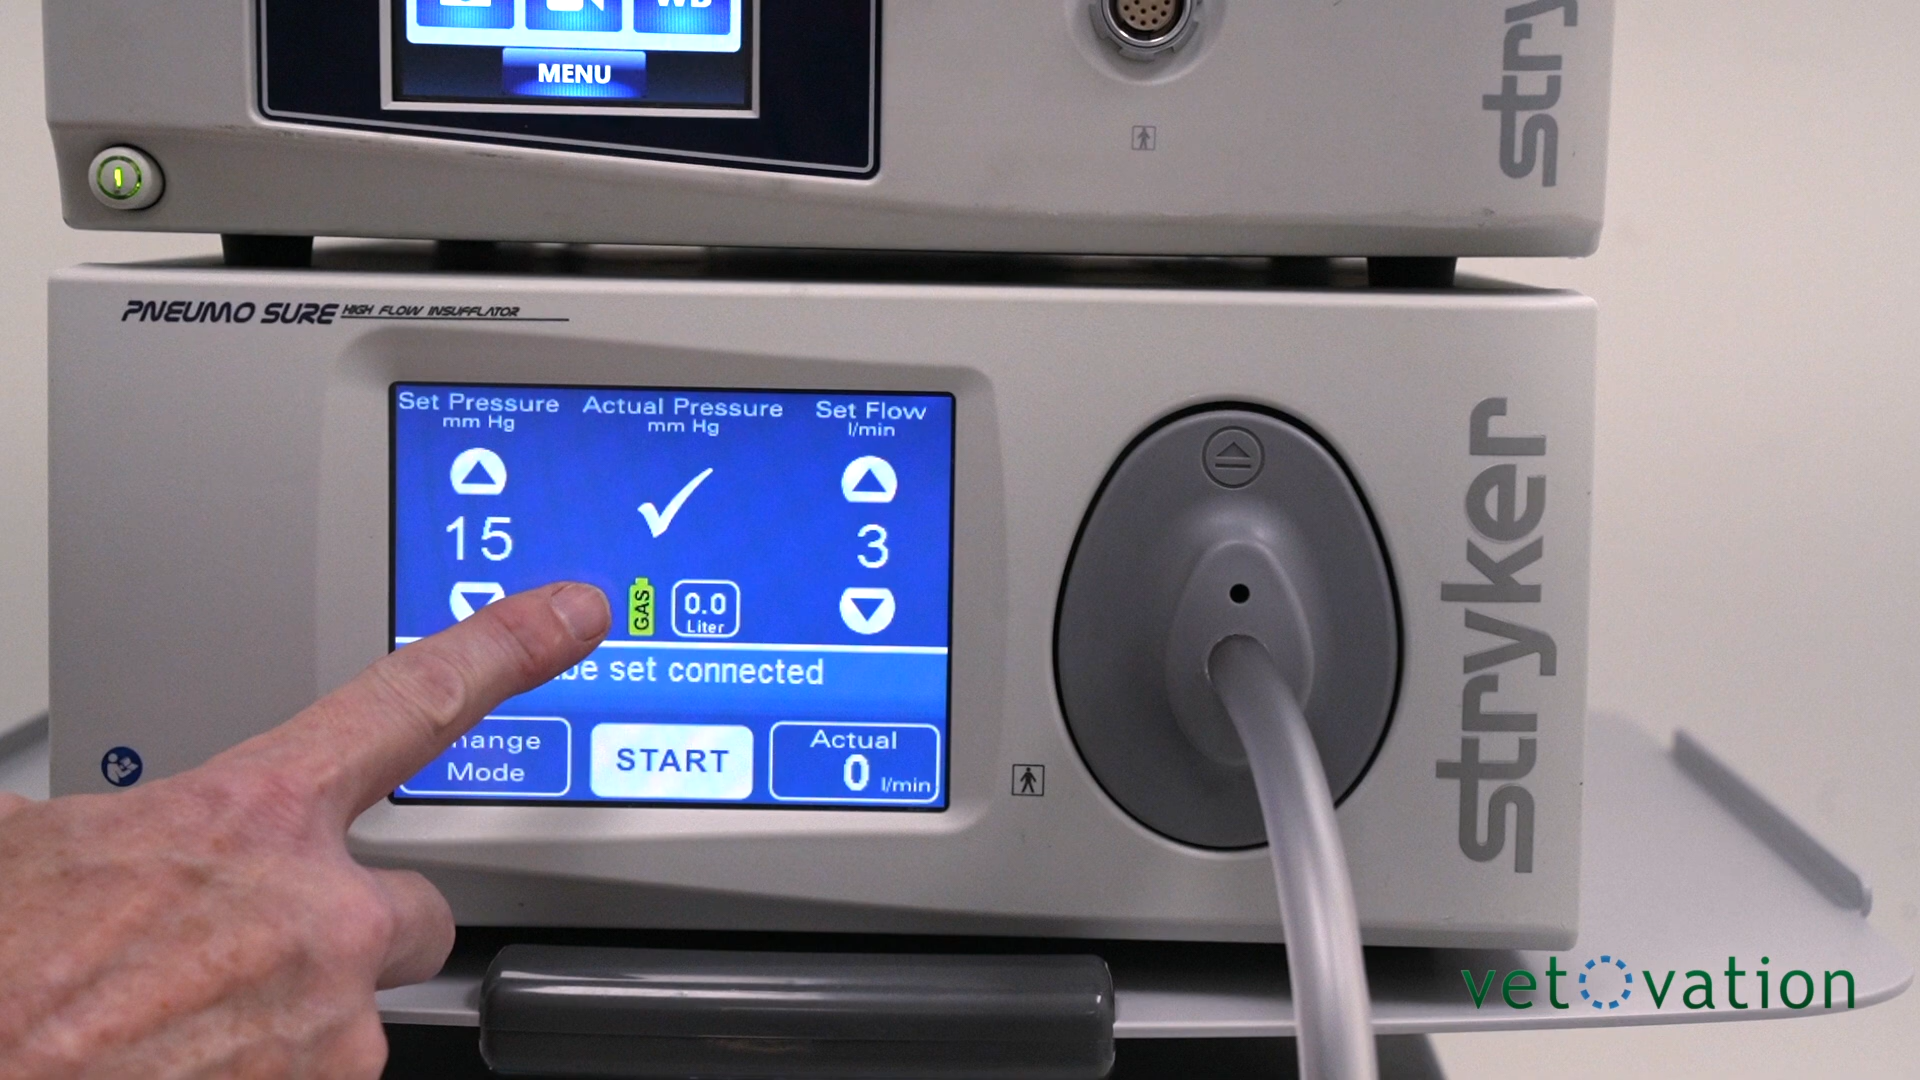 MENU
stry
PNEUMO SURE HIGH FLOW INSUFFLATOR
Set Pressure
mm Hg
Actual Pressure
mm Hg
Set Flow
l/min
15
3
GAS
0.0
Liter
be set connected
hange
Mode
START
Actual
0 l/min
stryker
vetovation